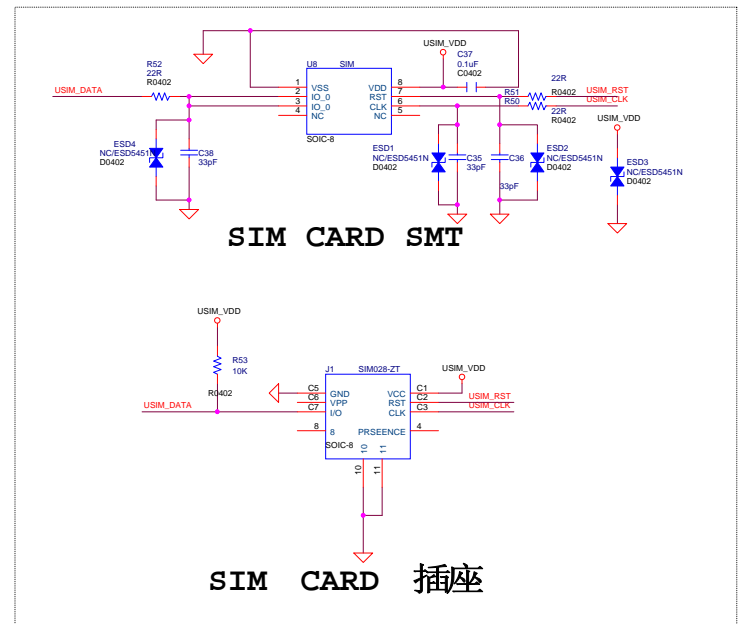 USIM_VDD
C37
0.1uF
C0402
R52
22R
R0402
USIM_DATA
U8 SIM
1 VSS
2 IO_0
3 IO_0
4 NC
VDD 8
RST 7
CLK 6
NC 5
SOIC-8
22R
R51 R0402 USIM_RST
R50 USIM_CLK
22R
R0402
USIM_VDD
ESD4
NC/ESD5451N
D0402
C38
33pF
ESD1
NC/ESD5451N
D0402
C35
33pF
C36
33pF
ESD2
NC/ESD5451N
D0402
ESD3
NC/ESD5451N
D0402
SIM CARD SMT
USIM_VDD
R53
10K
R0402
USIM_DATA
J1 SIM028-ZT
USIM_VDD
C5 GND
C6 VPP
C7 I/O
8 8
VCC C1
RST C2 USIM_RST
CLK C3 USIM_CLK
PRSEENCE 4
SOIC-8
10 11
10 11
SIM CARD 插座